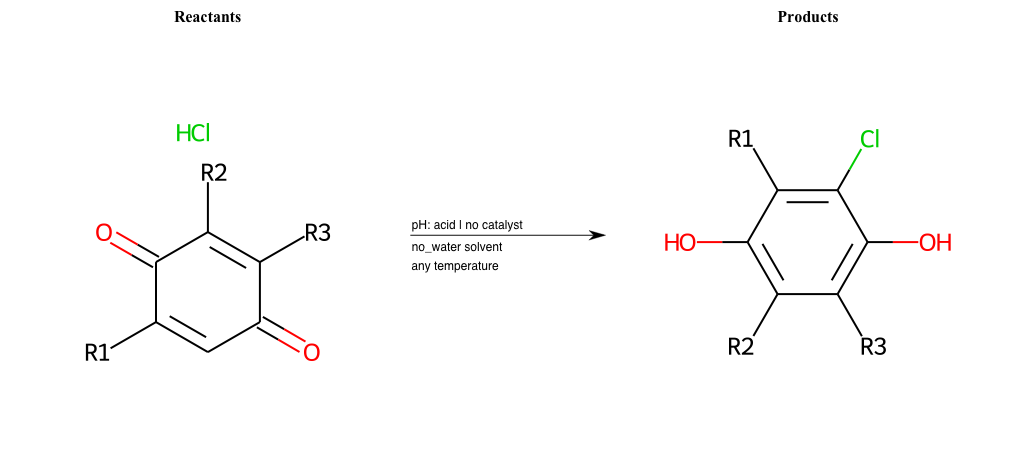 Reactants
Products
HCl
R2
O
R3
R1
O
pH: acid | no catalyst
no_water solvent
any temperature
R1
Cl
HO
OH
R2
R3